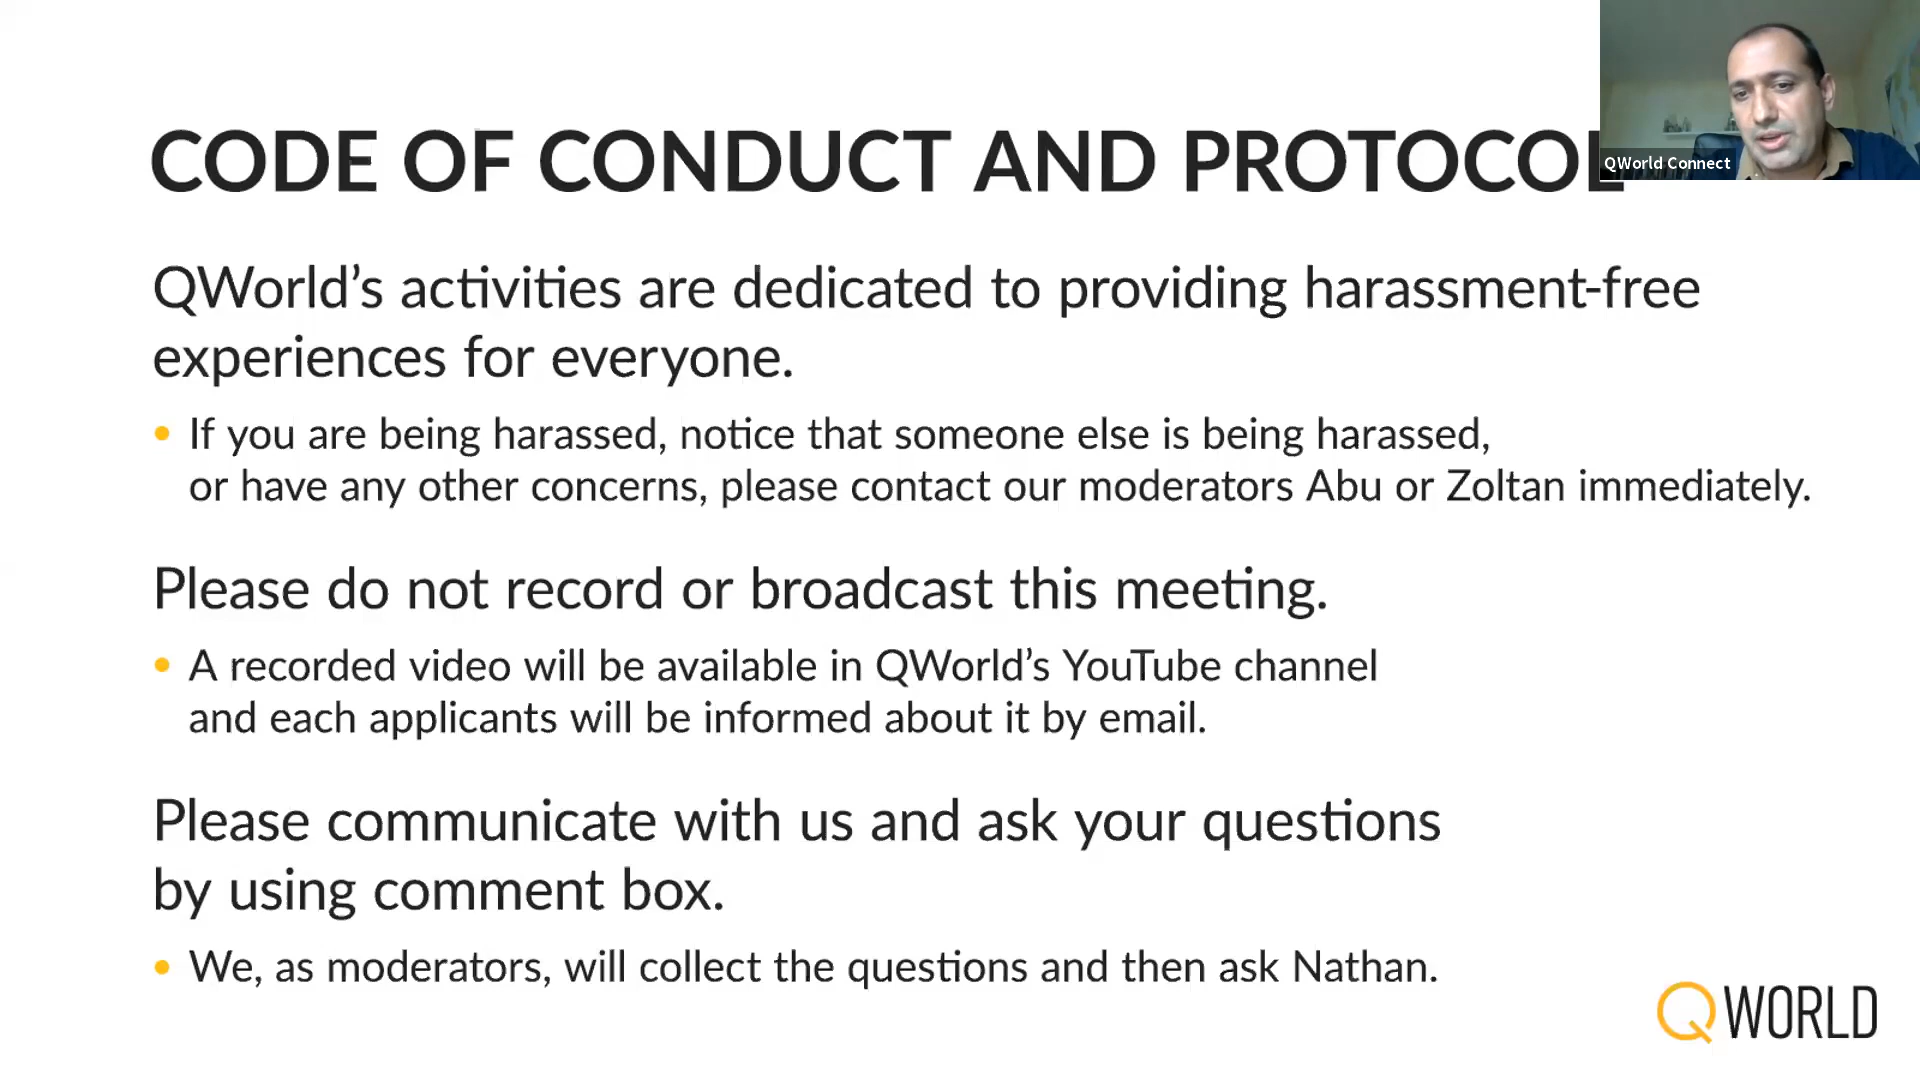 CODE OF CONDUCT AND PROTOCOL
QWorld Connect
QWorld’s activities are dedicated to providing harassment-free
experiences for everyone.
• If you are being harassed, notice that someone else is being harassed,
or have any other concerns, please contact our moderators Abu or Zoltan immediately.
Please do not record or broadcast this meeting.
• A recorded video will be available in QWorld’s YouTube channel
and each applicants will be informed about it by email.
Please communicate with us and ask your questions
by using comment box.
• We, as moderators, will collect the questions and then ask Nathan.
QWORLD